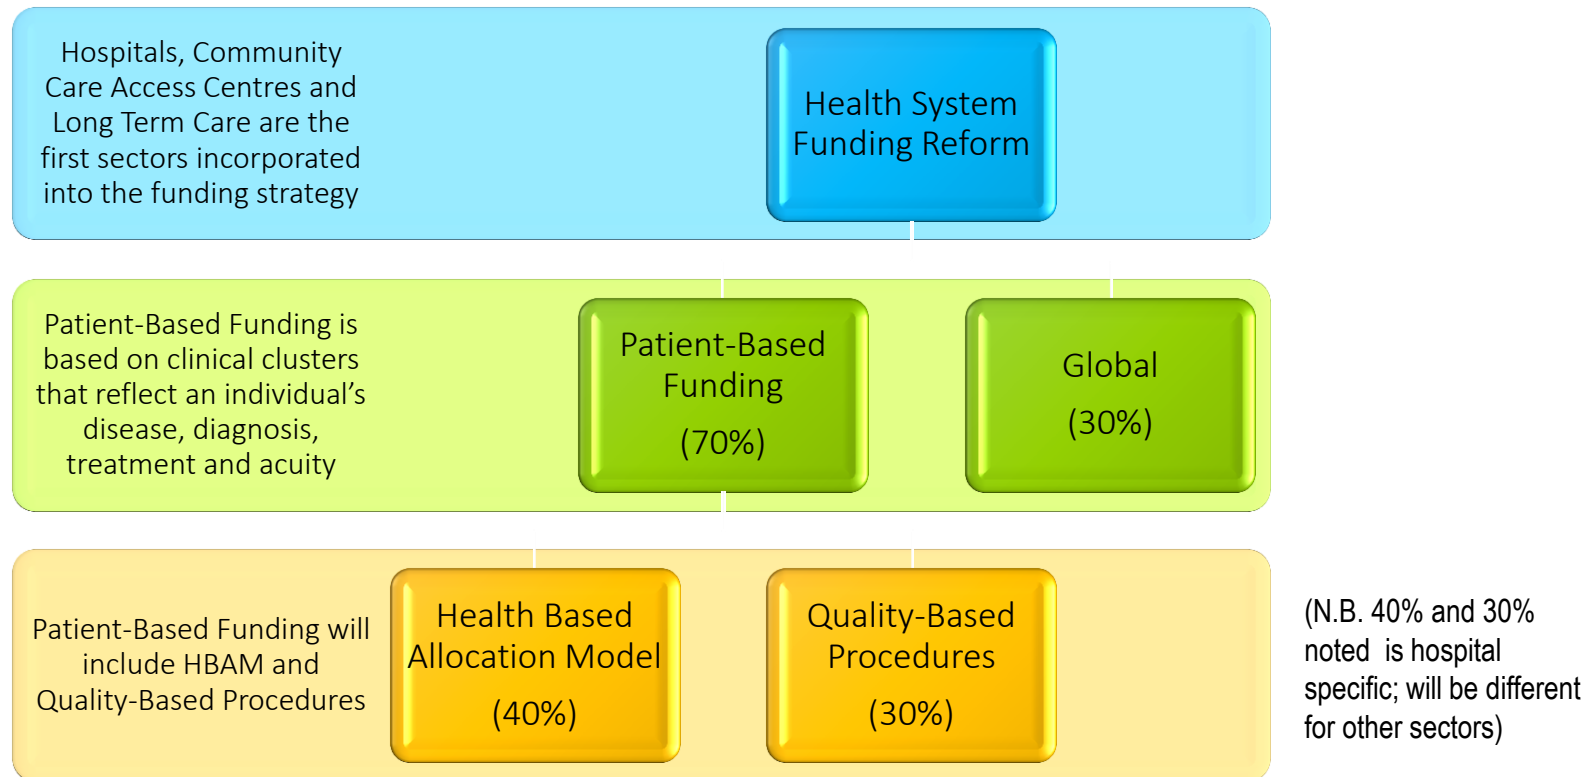 Hospitals, Community
Care Access Centres and
Long Term Care are the
first sectors incorporated
into the funding strategy
Health System
Funding Reform
Patient-Based Funding is
based on clinical clusters
that reflect an individual’s
disease, diagnosis,
treatment and acuity
Patient-Based
Funding
(70%)
Global
(30%)
Patient-Based Funding will
include HBAM and
Quality-Based Procedures
Health Based
Allocation Model
(40%)
Quality-Based
Procedures
(30%)
(N.B. 40% and 30%
noted is hospital
specific; will be different
for other sectors)